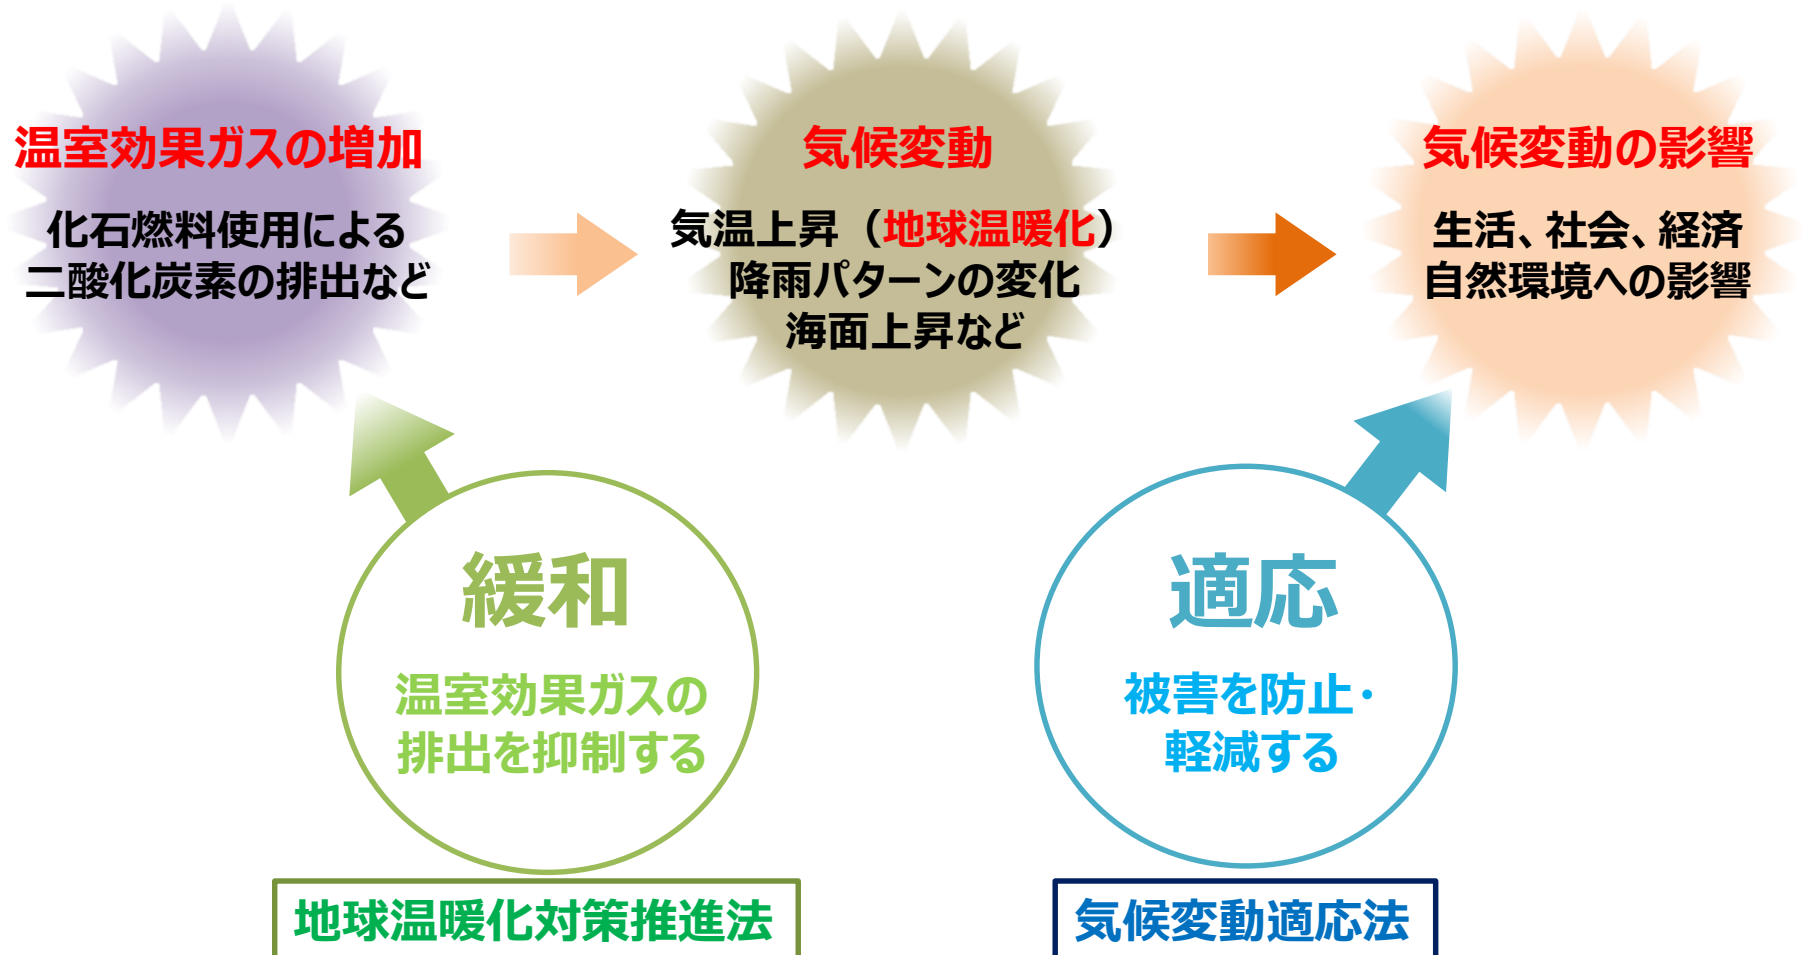 温室効果ガスの増加
化石燃料使用による
二酸化炭素の排出など
気候変動
気温上昇（地球温暖化）
降雨パターンの変化
海面上昇など
気候変動の影響
生活、社会、経済
自然環境への影響
緩和
温室効果ガスの
排出を抑制する
地球温暖化対策推進法
適応
被害を防止・
軽減する
気候変動適応法